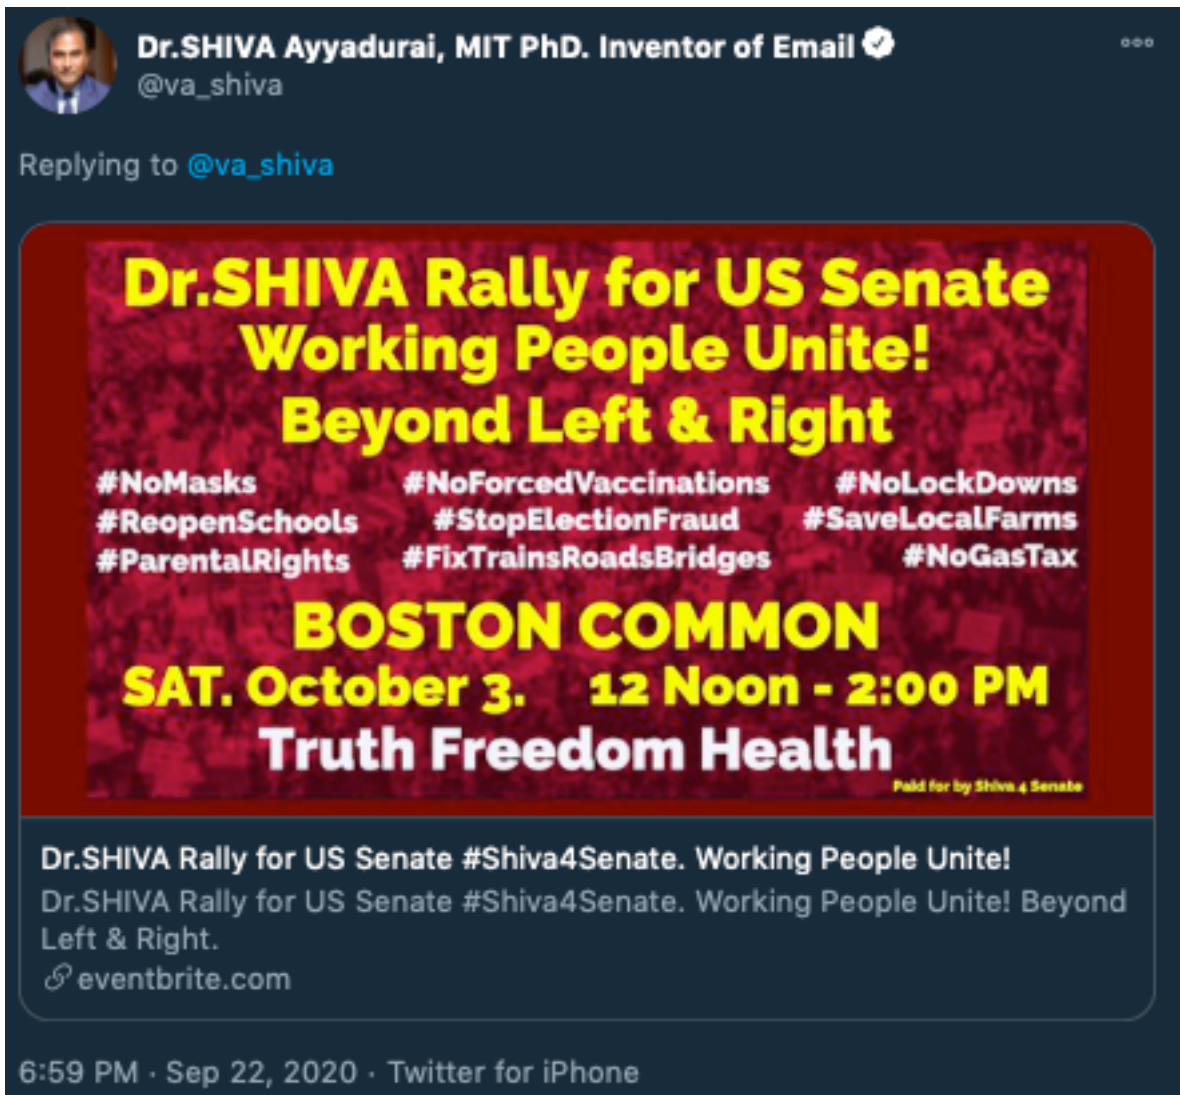 Dr.SHIVA Ayyadurai, MIT PhD. Inventor of Email
@va_shiva
Replying to @va_shiva
Dr.SHIVA Rally for US Senate
Working People Unite!
Beyond Left & Right
#NoMasks #NoForcedVaccinations #NoLockDowns
#ReopenSchools #StopElectionFraud #SaveLocalFarms
#ParentalRights #FixTrainsRoadsBridges #NoGasTax
BOSTON COMMON
SAT. October 3. 12 Noon - 2:00 PM
Truth Freedom Health
Paid for by Shiva 4 Senate
Dr.SHIVA Rally for US Senate #Shiva4Senate. Working People Unite!
Dr.SHIVA Rally for US Senate #Shiva4Senate. Working People Unite! Beyond
Left & Right.
eventbrite.com
6:59 PM · Sep 22, 2020 · Twitter for iPhone